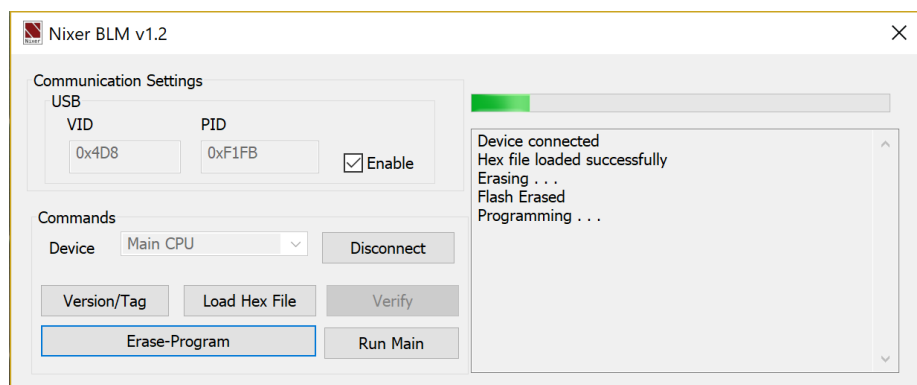 Nixer BLM v1.2
Communication Settings
USB
VID
PID
0x4D8
0xF1FB
Enable
Commands
Device
Main CPU
Disconnect
Version/Tag
Load Hex File
Verify
Erase-Program
Run Main
Device connected
Hex file loaded successfully
Erasing . . .
Flash Erased
Programming . . .